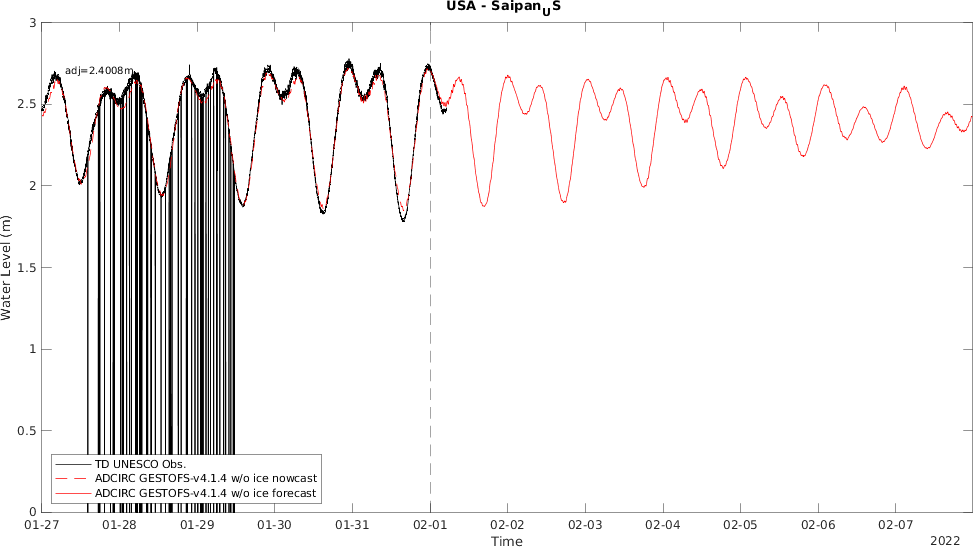 USA - SaipanUS
3
2.5
2
1.5
1
0.5
0
Water Level (m)
adj=2.4008m
TD UNESCO Obs.
ADCIRC GESTOFS-v4.1.4 w/o ice nowcast
ADCIRC GESTOFS-v4.1.4 w/o ice forecast
01-27 01-28 01-29 01-30 01-31 02-01 02-02 02-03 02-04 02-05 02-06 02-07
Time
2022